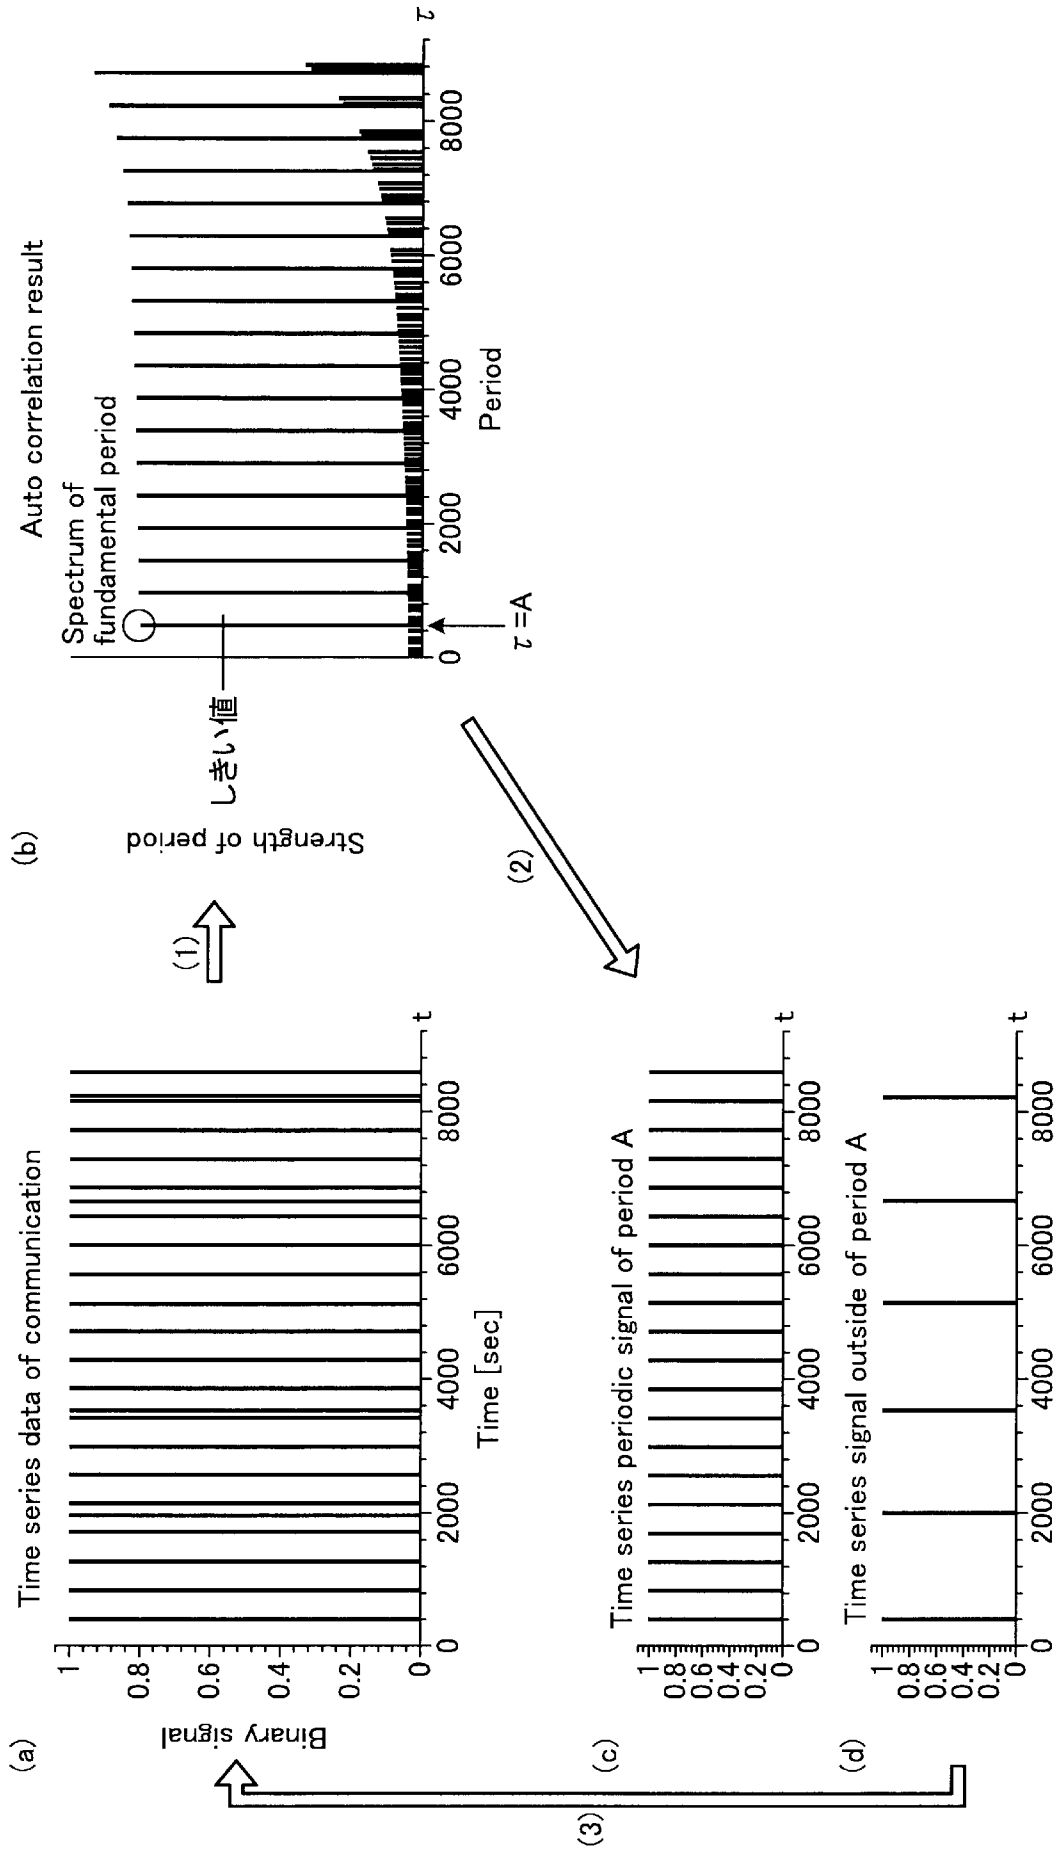 (a)
Time series data of communication
Binary signal
1
0.8
0.6
0.4
0.2
0
0
2000
4000
6000
8000
t
Time [sec]
(1)
(b)
Auto correlation result
Spectrum of
fundamental period
Strength of period
しきい値
0
2000
4000
6000
8000
τ
Period
τ=A
(2)
(c)
Time series periodic signal of period A
1
0.8
0.6
0.4
0.2
0
0
2000
4000
6000
8000
t
(d)
Time series signal outside of period A
1
0.8
0.6
0.4
0.2
0
0
2000
4000
6000
8000
t
(3)